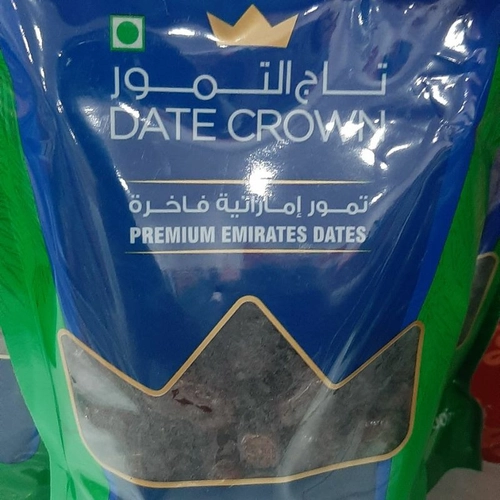 تاج التمور
DATE CROWN
تمور إماراتية فاخرة
PREMIUM EMIRATES DATES